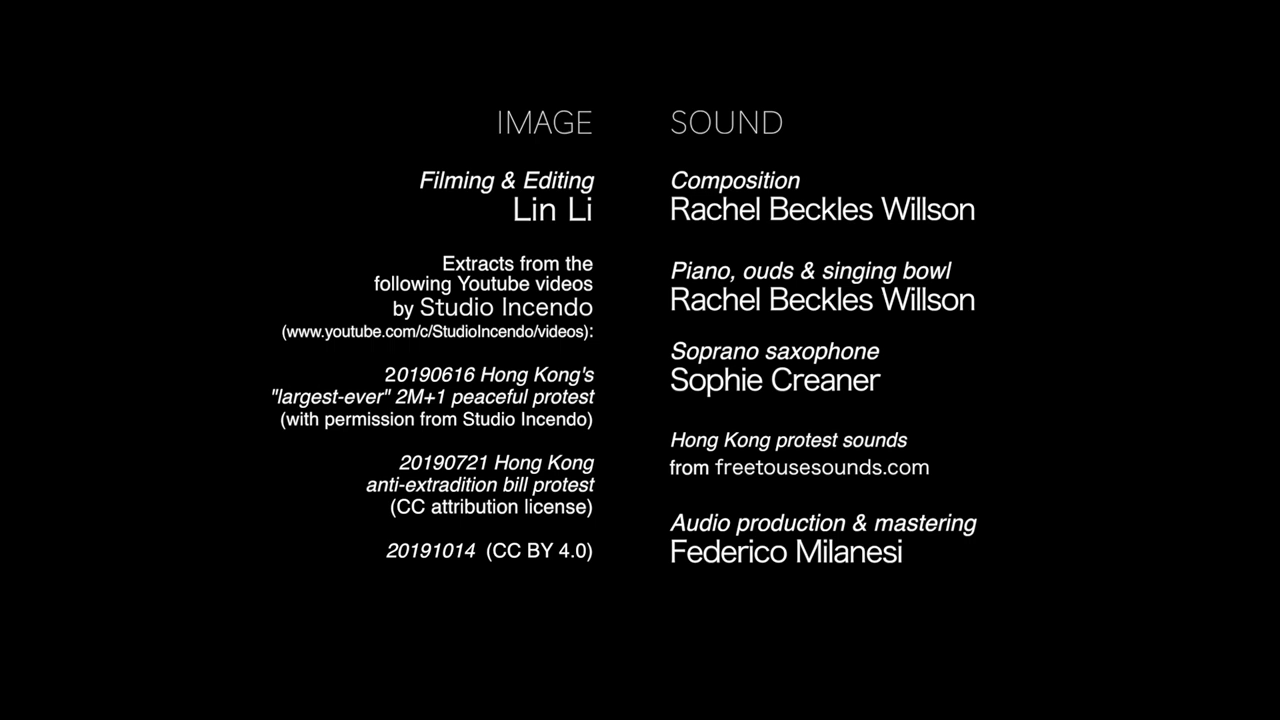 IMAGE
Filming & Editing
Lin Li
Extracts from the
following Youtube videos
by Studio Incendo
(www.youtube.com/c/StudioIncendo/videos):
20190616 Hong Kong's
"largest-ever" 2M+1 peaceful protest
(with permission from Studio Incendo)
20190721 Hong Kong
anti-extradition bill protest
(CC attribution license)
20191014 (CC BY 4.0)
SOUND
Composition
Rachel Beckles Willson
Piano, ouds & singing bowl
Rachel Beckles Willson
Soprano saxophone
Sophie Creaner
Hong Kong protest sounds
from freetousesounds.com
Audio production & mastering
Federico Milanesi